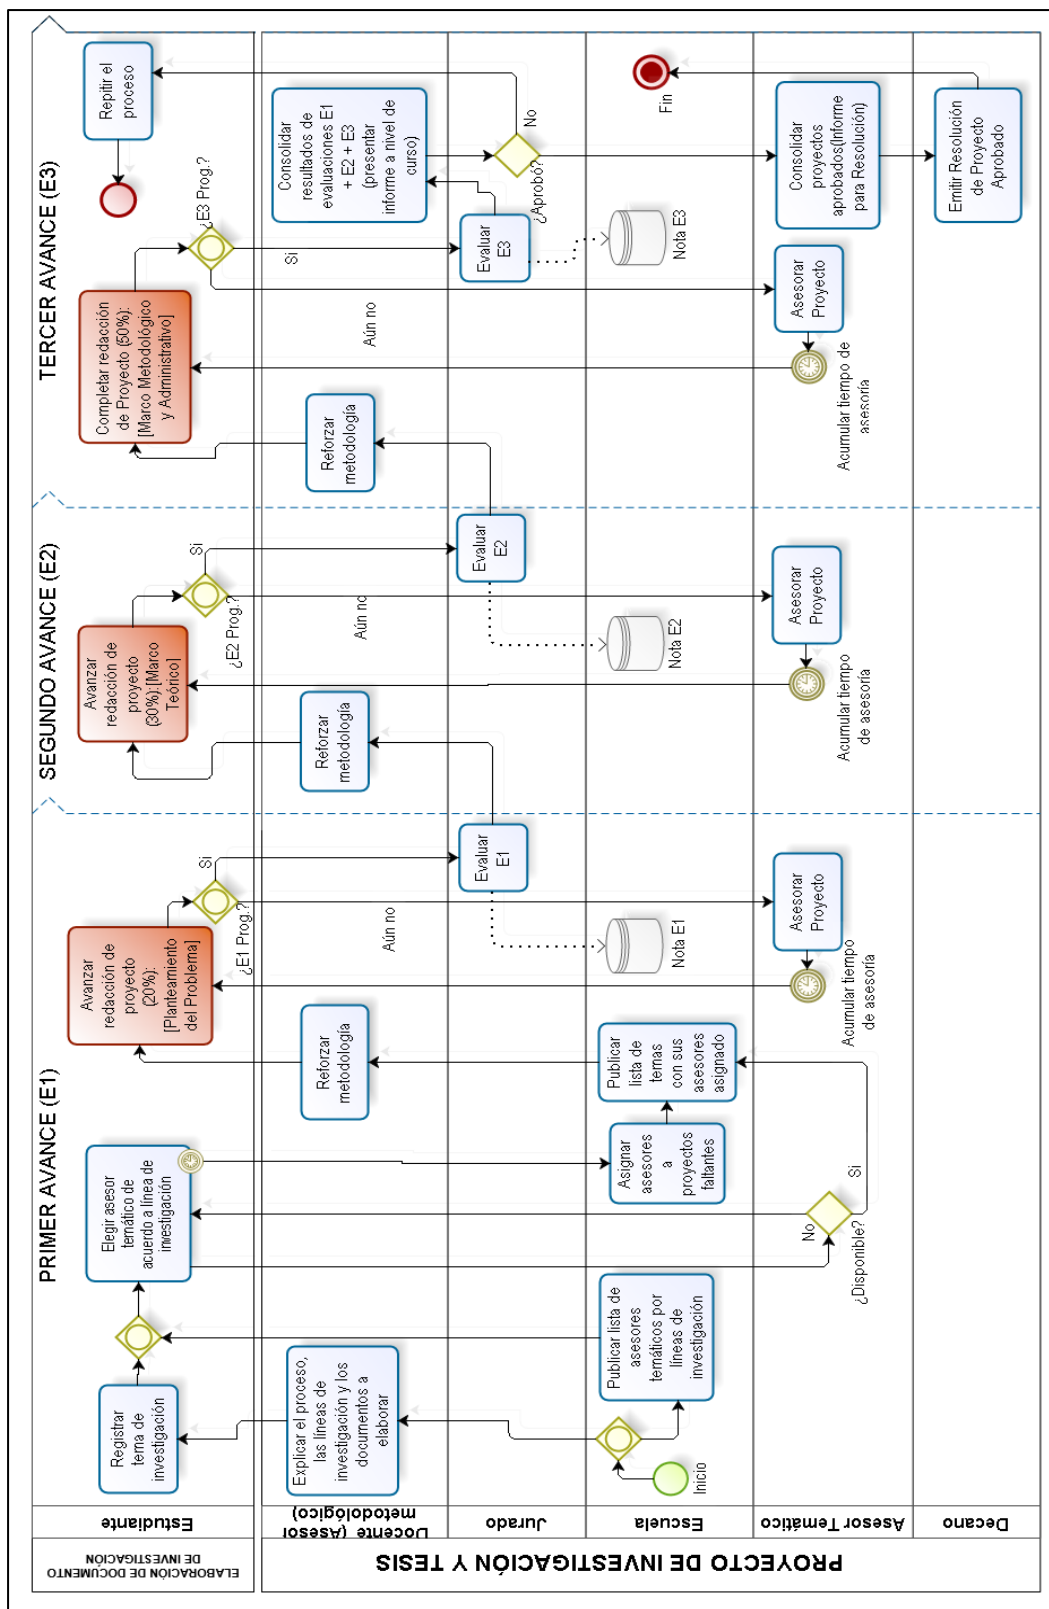 ELABORACIÓN DE DOCUMENTO
DE INVESTIGACIÓN
PROYECTO DE INVESTIGACIÓN Y TESIS
Estudiante
Docente (Asesor
metodológico)
Jurado
Escuela
Asesor Temático
Decano
PRIMER AVANCE (E1)
Registrar
tema de
investigación
Elegir asesor
temático de
acuerdo a línea de
investigación
Avanzar
redacción de
proyecto
(20%):
[Planteamiento
del Problema]
¿E1 Prog.?
Si
Aún no
Explicar el proceso,
las líneas de
investigación y los
documentos a
elaborar
Reforzar
metodología
Evaluar
E1
Inicio
Publicar lista de
asesores
temáticos por
líneas de
investigación
Asignar
asesores
a
proyectos
faltantes
Publicar
lista de
temas
con sus
asesores
asignado
Nota E1
¿Disponible?
No
Si
Asesorar
Proyecto
Acumular tiempo
de asesoría
SEGUNDO AVANCE (E2)
Avanzar
redacción de
proyecto
(30%):[Marco
Teórico]
¿E2 Prog.?
Si
Aún no
Reforzar
metodología
Evaluar
E2
Nota E2
Asesorar
Proyecto
Acumular tiempo
de asesoría
TERCER AVANCE (E3)
Completar redacción
de Proyecto (50%):
[Marco Metodológico
y Administrativo]
¿E3 Prog.?
Si
Aún no
Repitir el
proceso
Reforzar
metodología
Consolidar
resultados de
evaluaciones E1
+ E2 + E3
(presentar
informe a nivel de
curso)
Evaluar
E3
¿Aprobó?
No
Nota E3
Fin
Asesorar
Proyecto
Acumular tiempo de
asesoría
Consolidar
proyectos
aprobados(Informe
para Resolución)
Emitir Resolución
de Proyecto
Aprobado